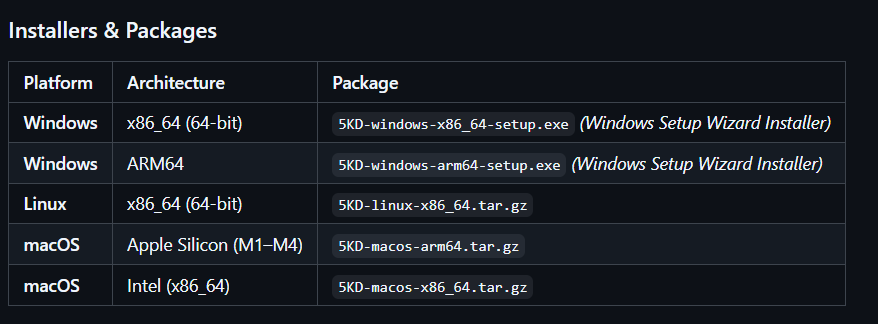 Installers & Packages
Platform Architecture Package
Windows x86_64 (64-bit) 5KD-windows-x86_64-setup.exe (Windows Setup Wizard Installer)
Windows ARM64 5KD-windows-arm64-setup.exe (Windows Setup Wizard Installer)
Linux x86_64 (64-bit) 5KD-linux-x86_64.tar.gz
macOS Apple Silicon (M1–M4) 5KD-macos-arm64.tar.gz
macOS Intel (x86_64) 5KD-macos-x86_64.tar.gz